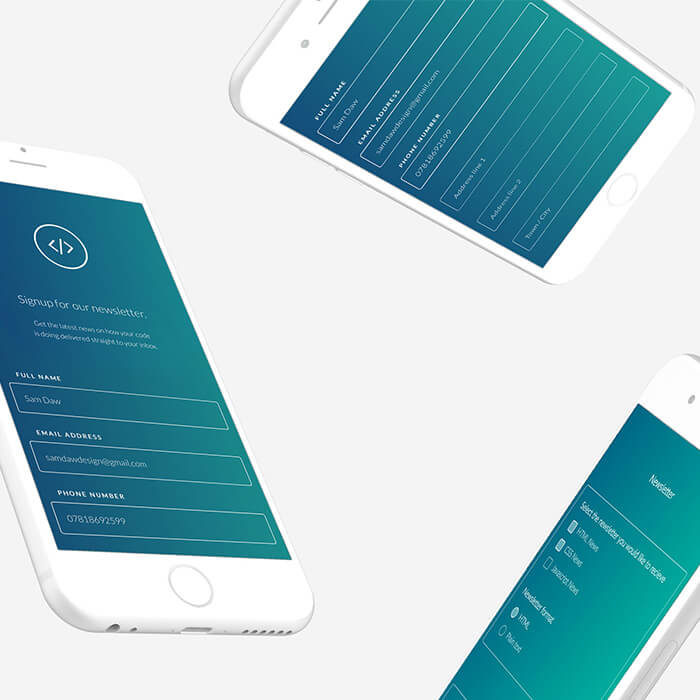 FULL NAME
Sam Daw
EMAIL ADDRESS
samdawdesign@gmail.com
PHONE NUMBER
07818692599
Address line 1
Address line 2
Town / City
</>
Signup for our newsletter.
Get the latest news on how your code
is doing delivered straight to your inbox.
FULL NAME
Sam Daw
EMAIL ADDRESS
samdawdesign@gmail.com
PHONE NUMBER
07818692599
Newsletter
Select the newsletter you would like to recieve
HTML News
CSS News
Javascript News
Newsletter format
HTML
Plain text